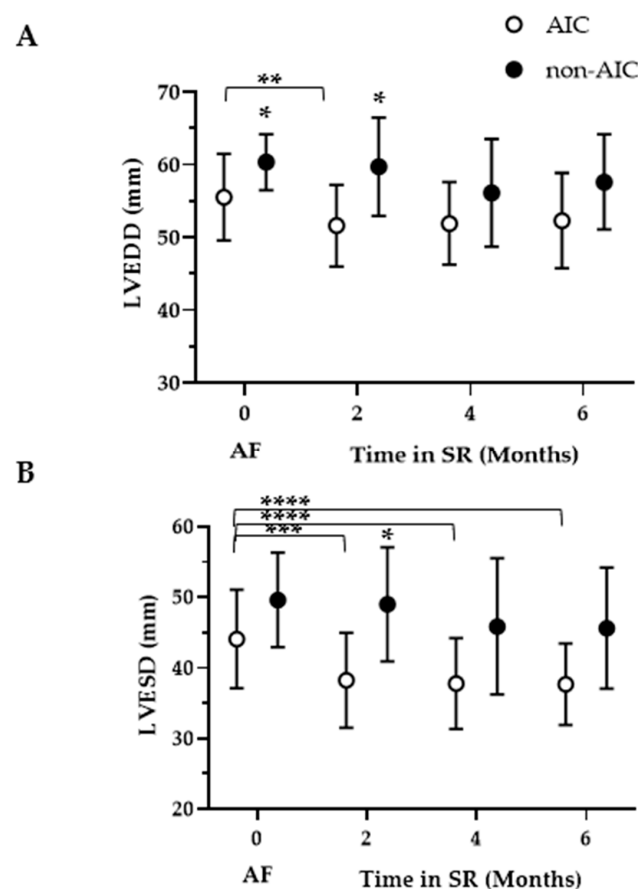 A
AIC
non-AIC
**
*
*
70
60
50
40
30
LVEDD (mm)
0
2
4
6
AF
Time in SR (Months)
B
****
****
***
*
60
50
40
30
20
LVESD (mm)
0
2
4
6
AF
Time in SR (Months)